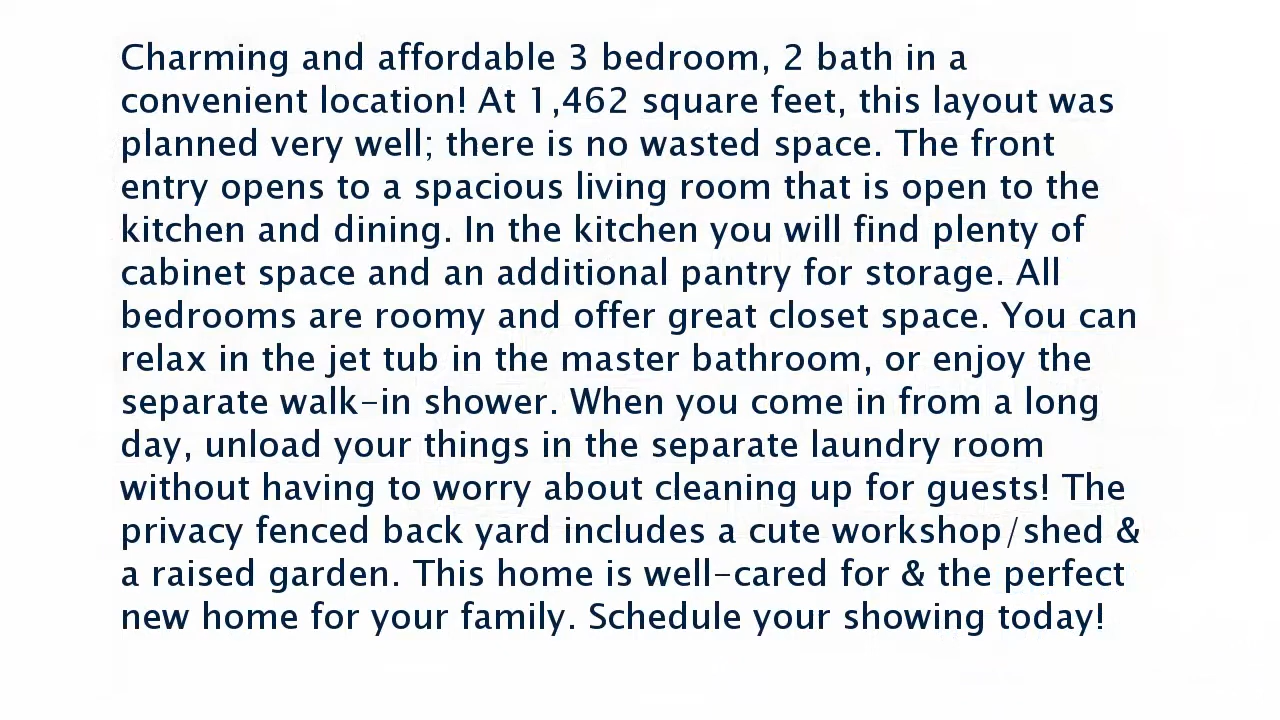 Charming and affordable 3 bedroom, 2 bath in a
convenient location! At 1,462 square feet, this layout was
planned very well; there is no wasted space. The front
entry opens to a spacious living room that is open to the
kitchen and dining. In the kitchen you will find plenty of
cabinet space and an additional pantry for storage. All
bedrooms are roomy and offer great closet space. You can
relax in the jet tub in the master bathroom, or enjoy the
separate walk-in shower. When you come in from a long
day, unload your things in the separate laundry room
without having to worry about cleaning up for guests! The
privacy fenced back yard includes a cute workshop/shed &
a raised garden. This home is well-cared for & the perfect
new home for your family. Schedule your showing today!